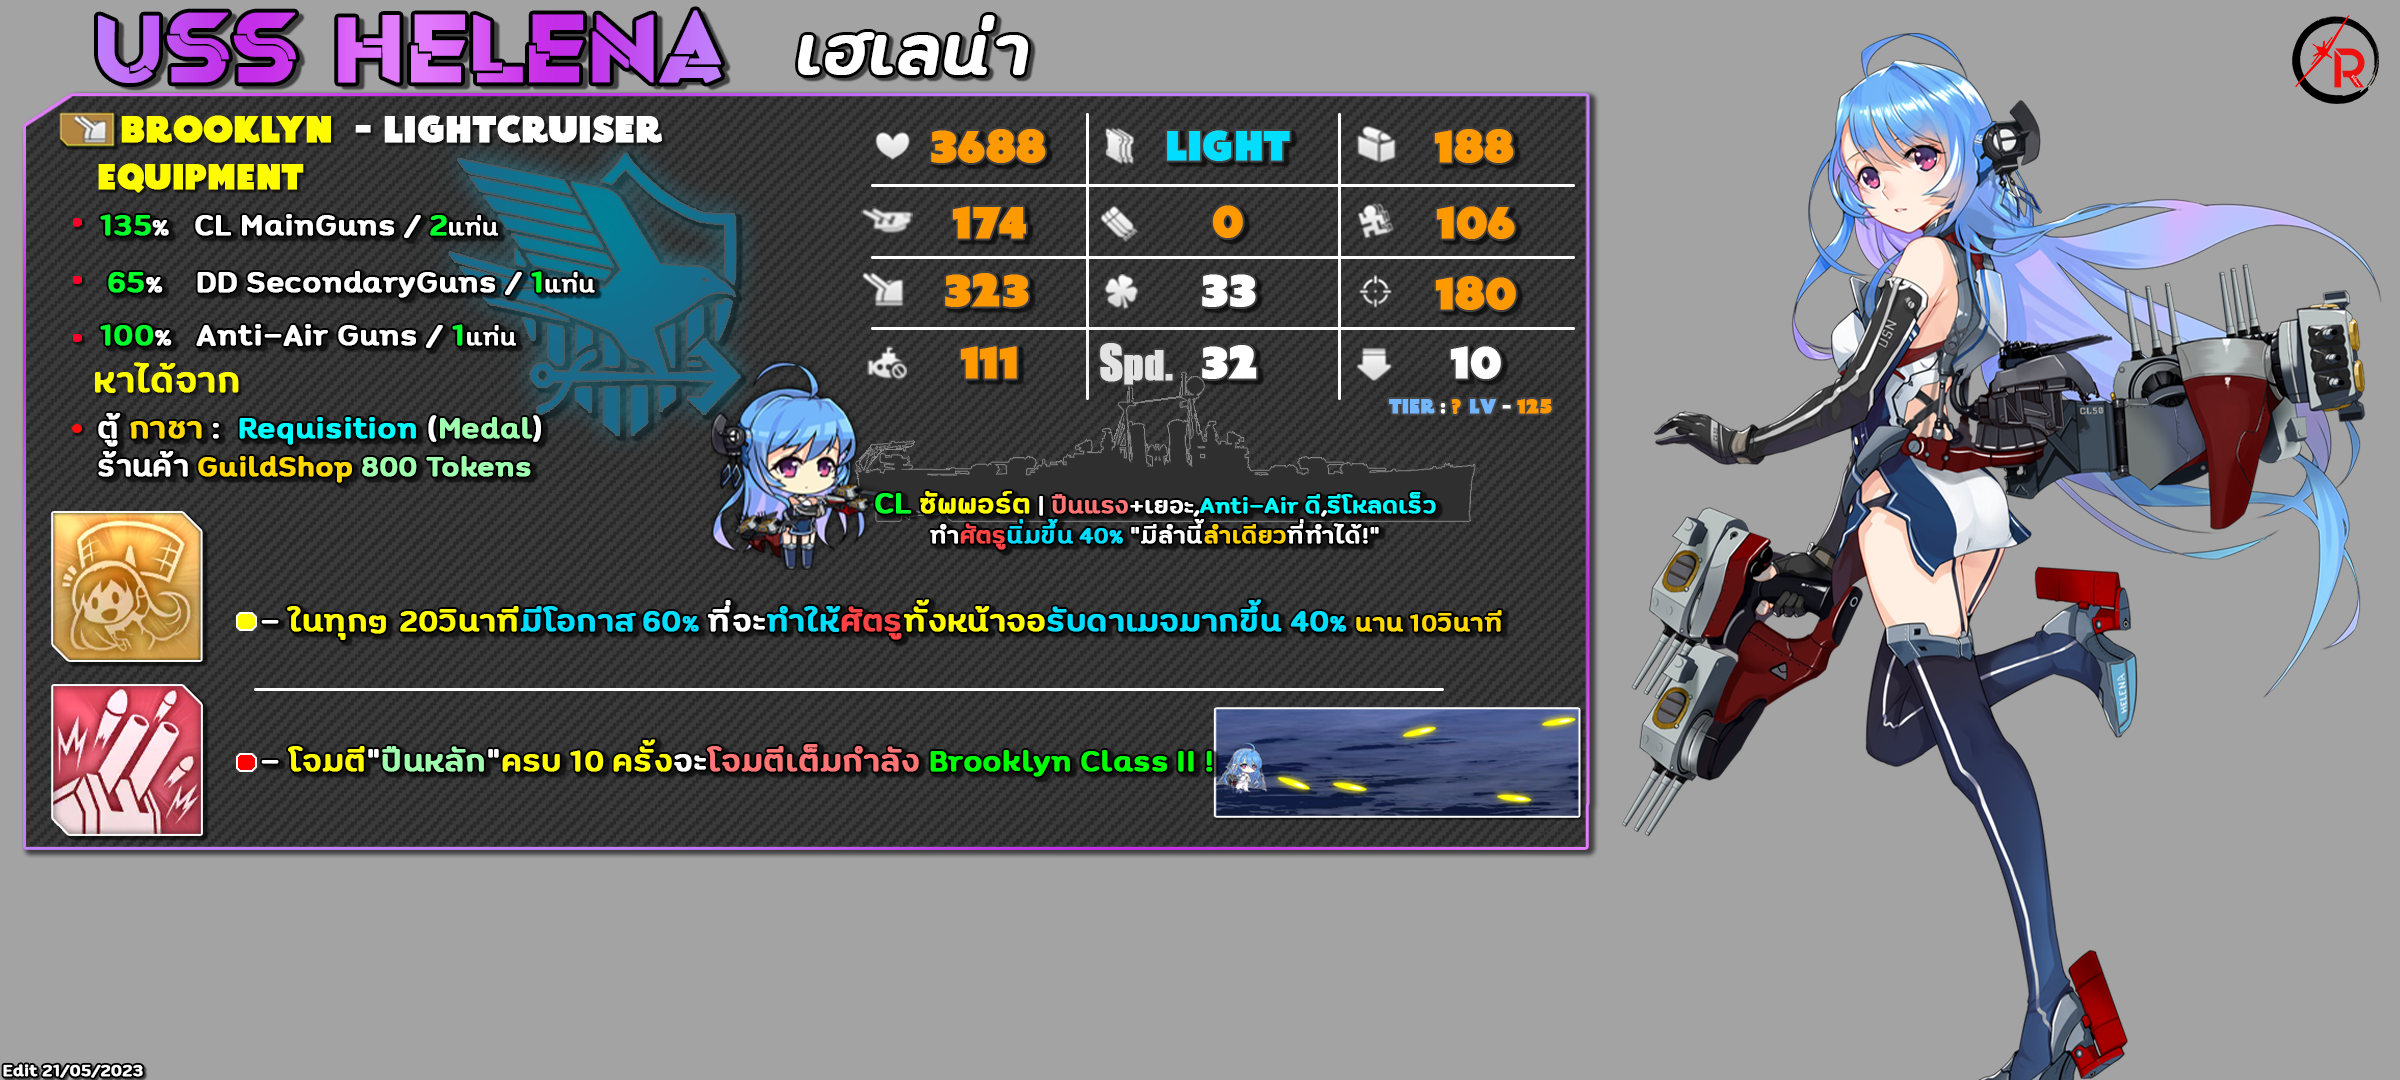 USS HELENA เฮเลน่า
BROOKLYN - LIGHTCRUISER
EQUIPMENT
135% CL MainGuns / 2แท่น
65% DD SecondaryGuns / 1แท่น
100% Anti-Air Guns / 1แท่น
หาได้จาก
ตู้ กาชา : Requisition (Medal)
ร้านค้า GuildShop 800 Tokens
3688 LIGHT 188
174 0 106
323 33 180
111 Spd. 32 10
TIER : ? LV - 125
CL ซัพพอร์ต | ปืนแรง+เยอะ,Anti-Air ดี,รีโหลดเร็ว
ทำศัตรูนิ่มขึ้น 40% "มีลำนี้ลำเดียวที่ทำได้!"
- ในทุกๆ 20วินาทีมีโอกาส 60% ที่จะทำให้ศัตรูทั้งหน้าจอรับดาเมจมากขึ้น 40% นาน 10วินาที
- โจมตี"ปืนหลัก"ครบ 10 ครั้งจะโจมตีเต็มกำลัง Brooklyn Class II !
R
USN
CL50
HELENA
Edit 21/05/2023